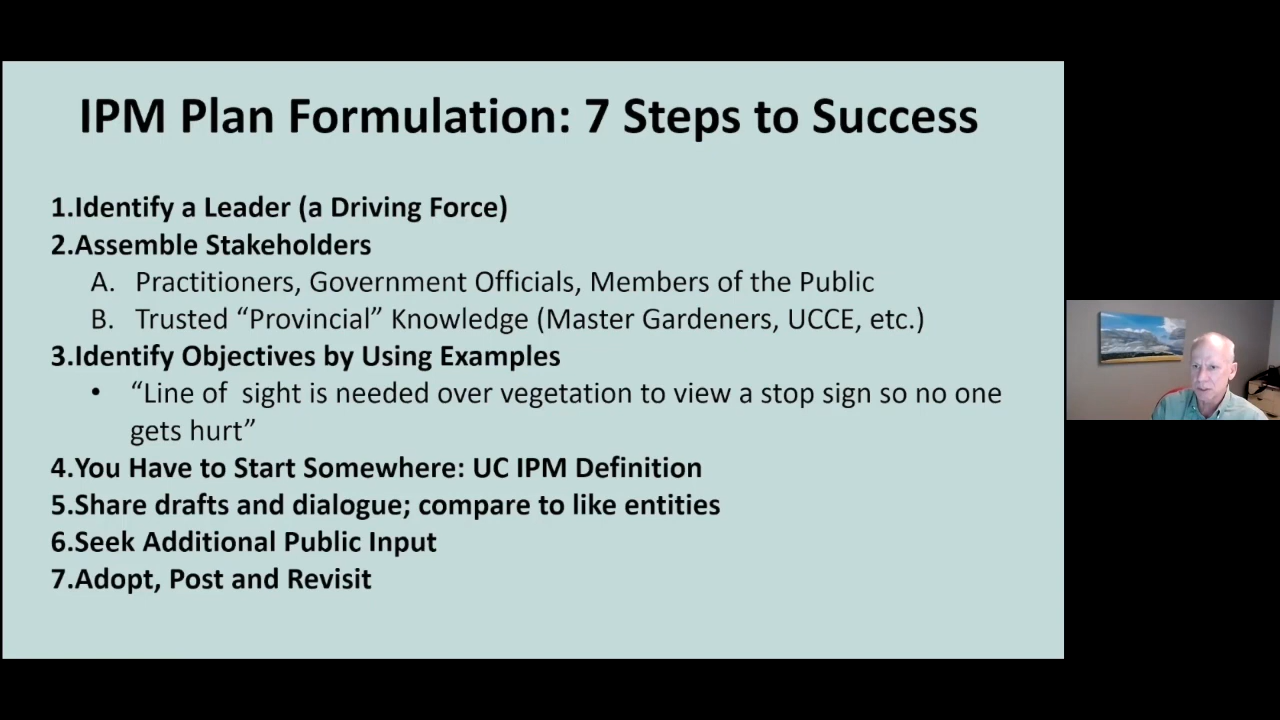 IPM Plan Formulation: 7 Steps to Success
1.Identify a Leader (a Driving Force)
2.Assemble Stakeholders
A. Practitioners, Government Officials, Members of the Public
B. Trusted “Provincial” Knowledge (Master Gardeners, UCCE, etc.)
3.Identify Objectives by Using Examples
• “Line of sight is needed over vegetation to view a stop sign so no one
gets hurt”
4.You Have to Start Somewhere: UC IPM Definition
5.Share drafts and dialogue; compare to like entities
6.Seek Additional Public Input
7.Adopt, Post and Revisit